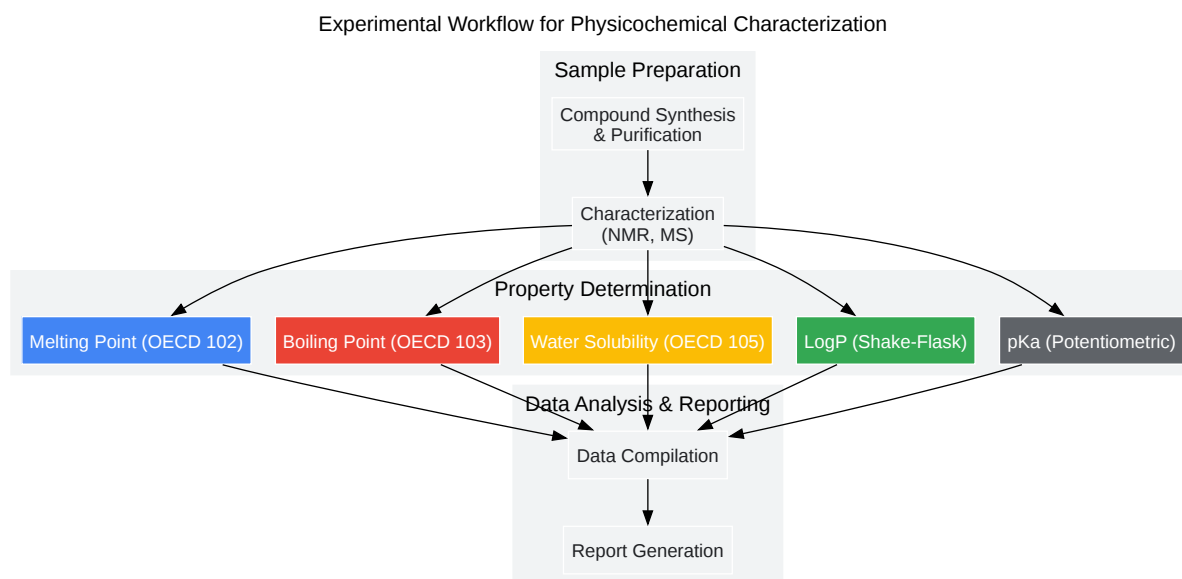 Experimental Workflow for Physicochemical Characterization
Sample Preparation
Compound Synthesis
& Purification
Characterization
(NMR, MS)
Property Determination
Melting Point (OECD 102)
Boiling Point (OECD 103)
Water Solubility (OECD 105)
LogP (Shake-Flask)
pKa (Potentiometric)
Data Analysis & Reporting
Data Compilation
Report Generation